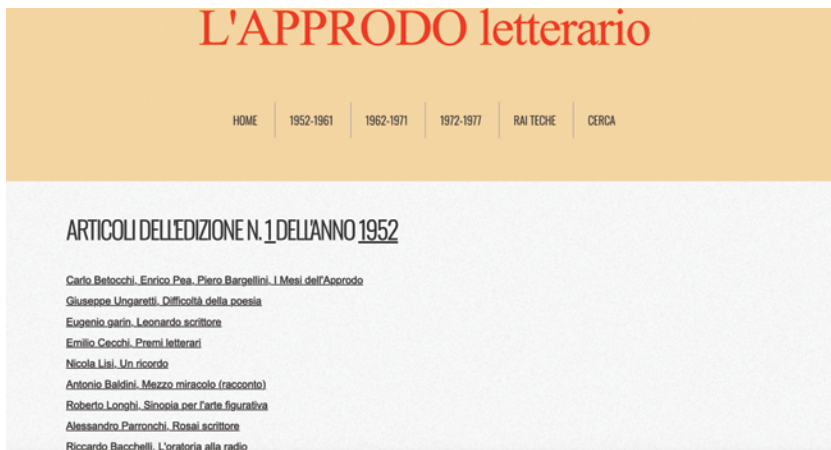 L'APPRODO letterario
HOME 1952-1961 1962-1971 1972-1977 RAI TECHE CERCA
ARTICOLI DELL'EDIZIONE N. 1 DELL'ANNO 1952
Carlo Betocchi, Enrico Pea, Piero Bargellini, I Mesi dell'Approdo
Giuseppe Ungaretti, Difficoltà della poesia
Eugenio garin, Leonardo scrittore
Emilio Cecchi, Premi letterari
Nicola Lisi, Un ricordo
Antonio Baldini, Mezzo miracolo (racconto)
Roberto Longhi, Sinopia per l'arte figurativa
Alessandro Parronchi, Rosai scrittore
Riccardo Bacchelli, L'oratoria alla radio